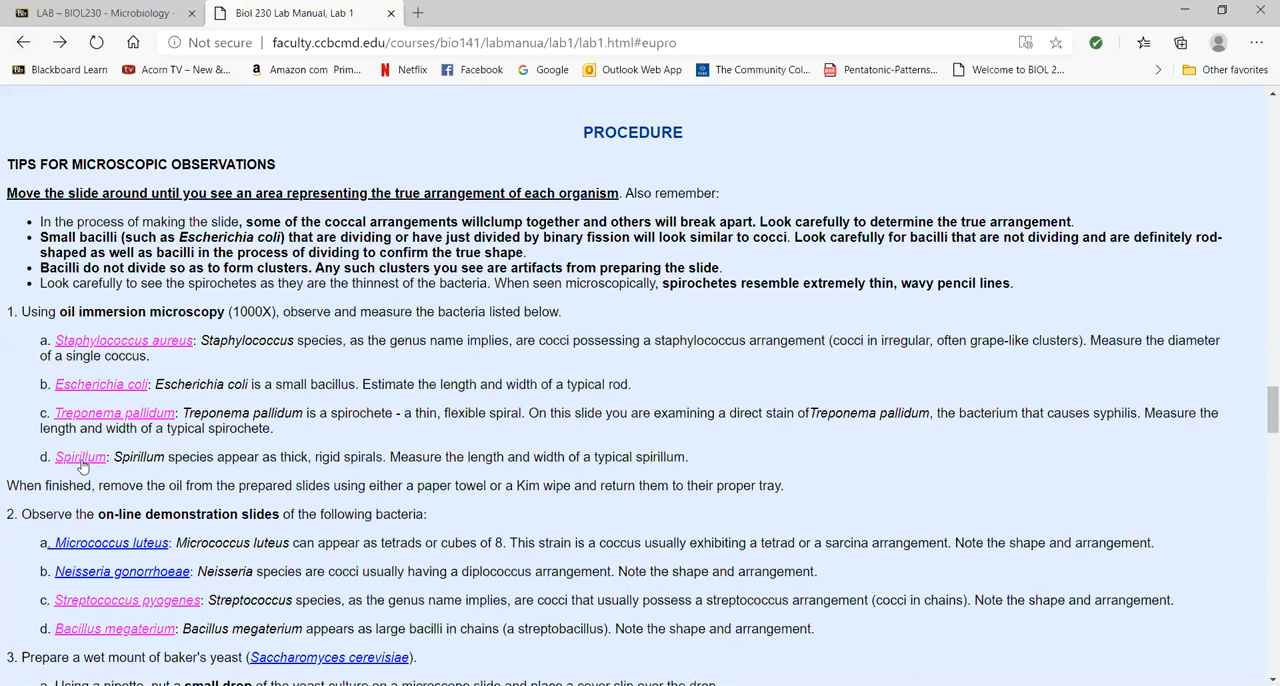 LAB – BIOL230 - Microbiology -
Biol 230 Lab Manual, Lab 1
Not secure | faculty.ccbcmd.edu/courses/bio141/labmanua/lab1/lab1.html#eupro
Bb Blackboard Learn Acorn TV – New &... Amazon com Prim... Netflix Facebook Google Outlook Web App The Community Col... Pentatonic-Patterns... Welcome to BIOL 2... Other favorites
PROCEDURE
TIPS FOR MICROSCOPIC OBSERVATIONS
Move the slide around until you see an area representing the true arrangement of each organism. Also remember:
• In the process of making the slide, some of the coccal arrangements willclump together and others will break apart. Look carefully to determine the true arrangement.
• Small bacilli (such as Escherichia coli) that are dividing or have just divided by binary fission will look similar to cocci. Look carefully for bacilli that are not dividing and are definitely rod-
shaped as well as bacilli in the process of dividing to confirm the true shape.
• Bacilli do not divide so as to form clusters. Any such clusters you see are artifacts from preparing the slide.
• Look carefully to see the spirochetes as they are the thinnest of the bacteria. When seen microscopically, spirochetes resemble extremely thin, wavy pencil lines.
1. Using oil immersion microscopy (1000X), observe and measure the bacteria listed below.
a. Staphylococcus aureus: Staphylococcus species, as the genus name implies, are cocci possessing a staphylococcus arrangement (cocci in irregular, often grape-like clusters). Measure the diameter
of a single coccus.
b. Escherichia coli: Escherichia coli is a small bacillus. Estimate the length and width of a typical rod.
c. Treponema pallidum: Treponema pallidum is a spirochete - a thin, flexible spiral. On this slide you are examining a direct stain ofTreponema pallidum, the bacterium that causes syphilis. Measure the
length and width of a typical spirochete.
d. Spirillum: Spirillum species appear as thick, rigid spirals. Measure the length and width of a typical spirillum.
When finished, remove the oil from the prepared slides using either a paper towel or a Kim wipe and return them to their proper tray.
2. Observe the on-line demonstration slides of the following bacteria:
a. Micrococcus luteus: Micrococcus luteus can appear as tetrads or cubes of 8. This strain is a coccus usually exhibiting a tetrad or a sarcina arrangement. Note the shape and arrangement.
b. Neisseria gonorrhoeae: Neisseria species are cocci usually having a diplococcus arrangement. Note the shape and arrangement.
c. Streptococcus pyogenes: Streptococcus species, as the genus name implies, are cocci that usually possess a streptococcus arrangement (cocci in chains). Note the shape and arrangement.
d. Bacillus megaterium: Bacillus megaterium appears as large bacilli in chains (a streptobacillus). Note the shape and arrangement.
3. Prepare a wet mount of baker's yeast (Saccharomyces cerevisiae).
a. Using a pipette, put a small drop of the yeast culture on a microscope slide and place a cover slip over the drop.